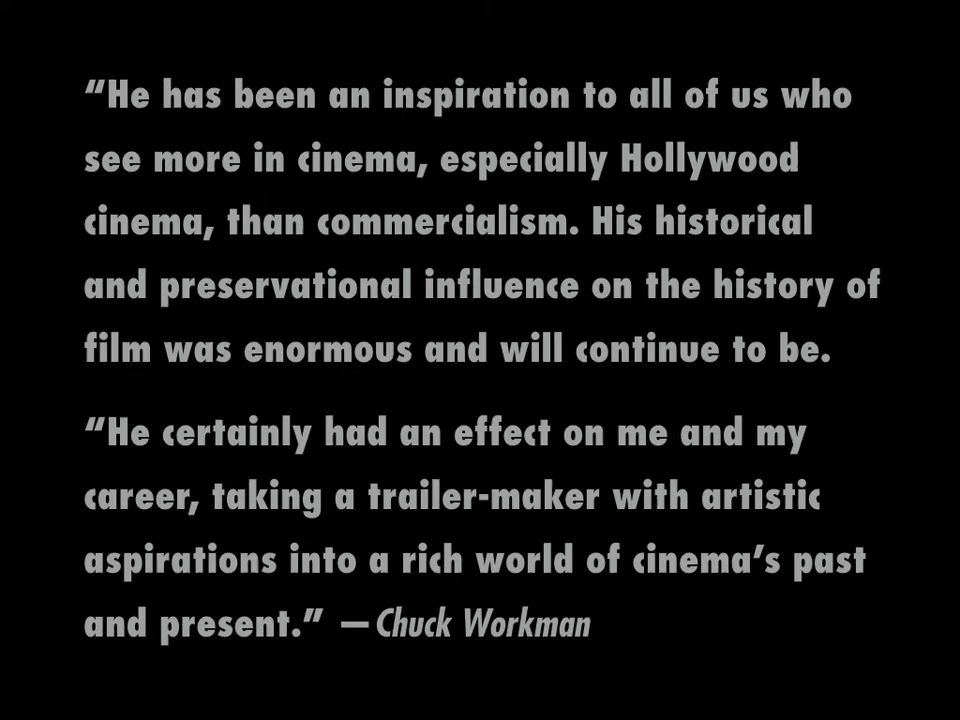 “He has been an inspiration to all of us who
see more in cinema, especially Hollywood
cinema, than commercialism. His historical
and preservational influence on the history of
film was enormous and will continue to be.
“He certainly had an effect on me and my
career, taking a trailer-maker with artistic
aspirations into a rich world of cinema’s past
and present.” — Chuck Workman